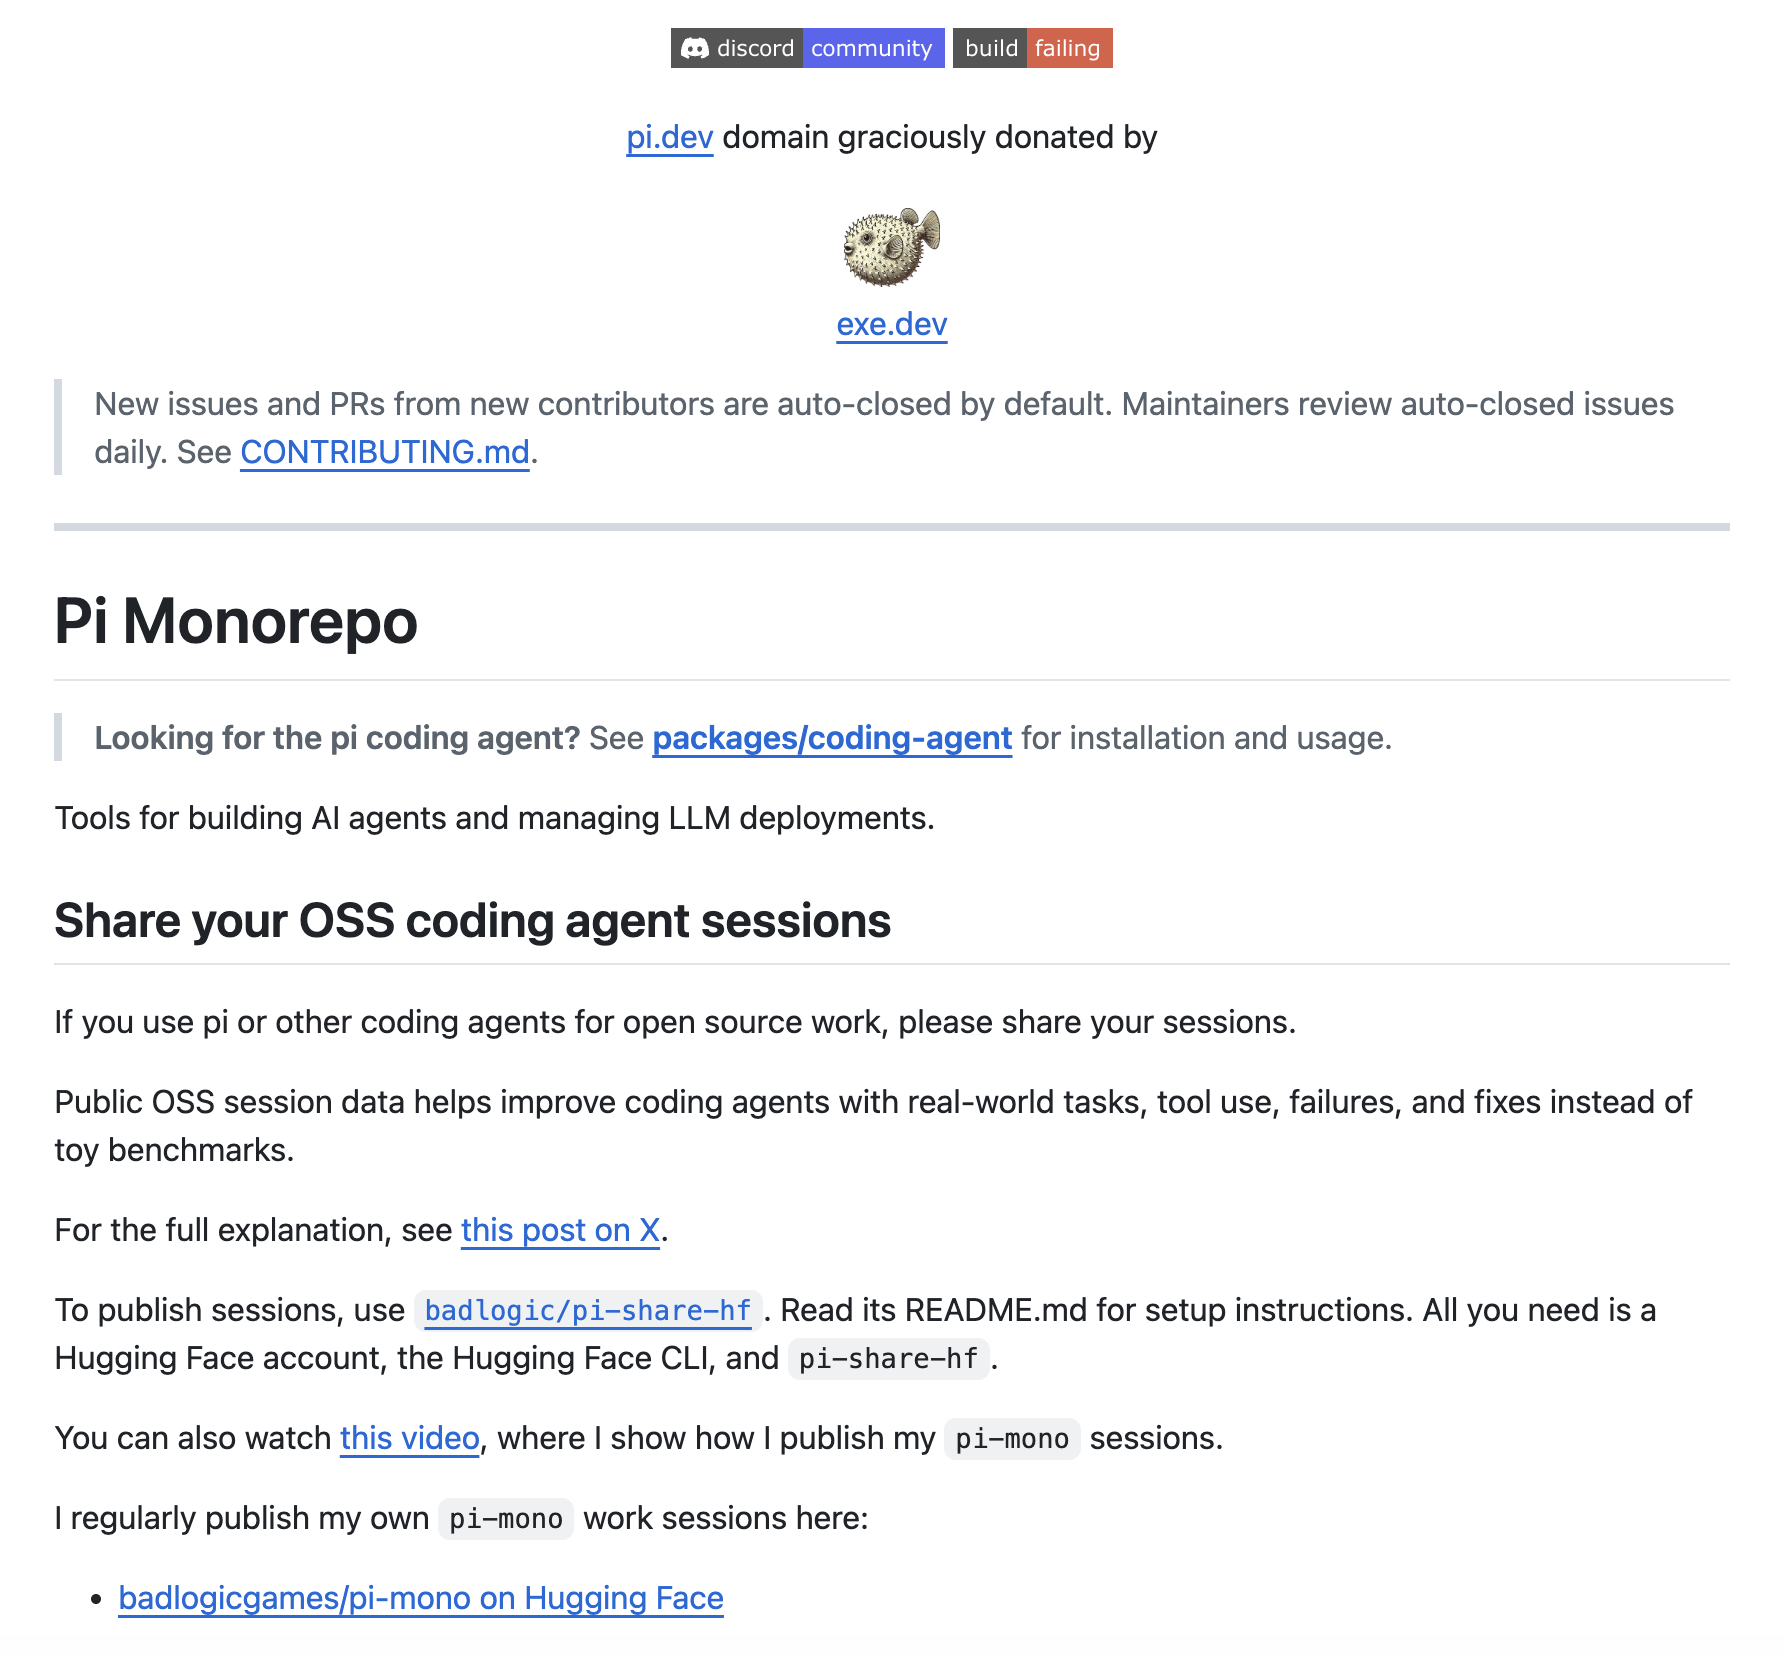 discord community build failing
pi.dev domain graciously donated by
exe.dev
New issues and PRs from new contributors are auto-closed by default. Maintainers review auto-closed issues
daily. See CONTRIBUTING.md.
Pi Monorepo
Looking for the pi coding agent? See packages/coding-agent for installation and usage.
Tools for building AI agents and managing LLM deployments.
Share your OSS coding agent sessions
If you use pi or other coding agents for open source work, please share your sessions.
Public OSS session data helps improve coding agents with real-world tasks, tool use, failures, and fixes instead of
toy benchmarks.
For the full explanation, see this post on X.
To publish sessions, use badlogic/pi-share-hf. Read its README.md for setup instructions. All you need is a
Hugging Face account, the Hugging Face CLI, and pi-share-hf.
You can also watch this video, where I show how I publish my pi-mono sessions.
I regularly publish my own pi-mono work sessions here:
• badlogicgames/pi-mono on Hugging Face